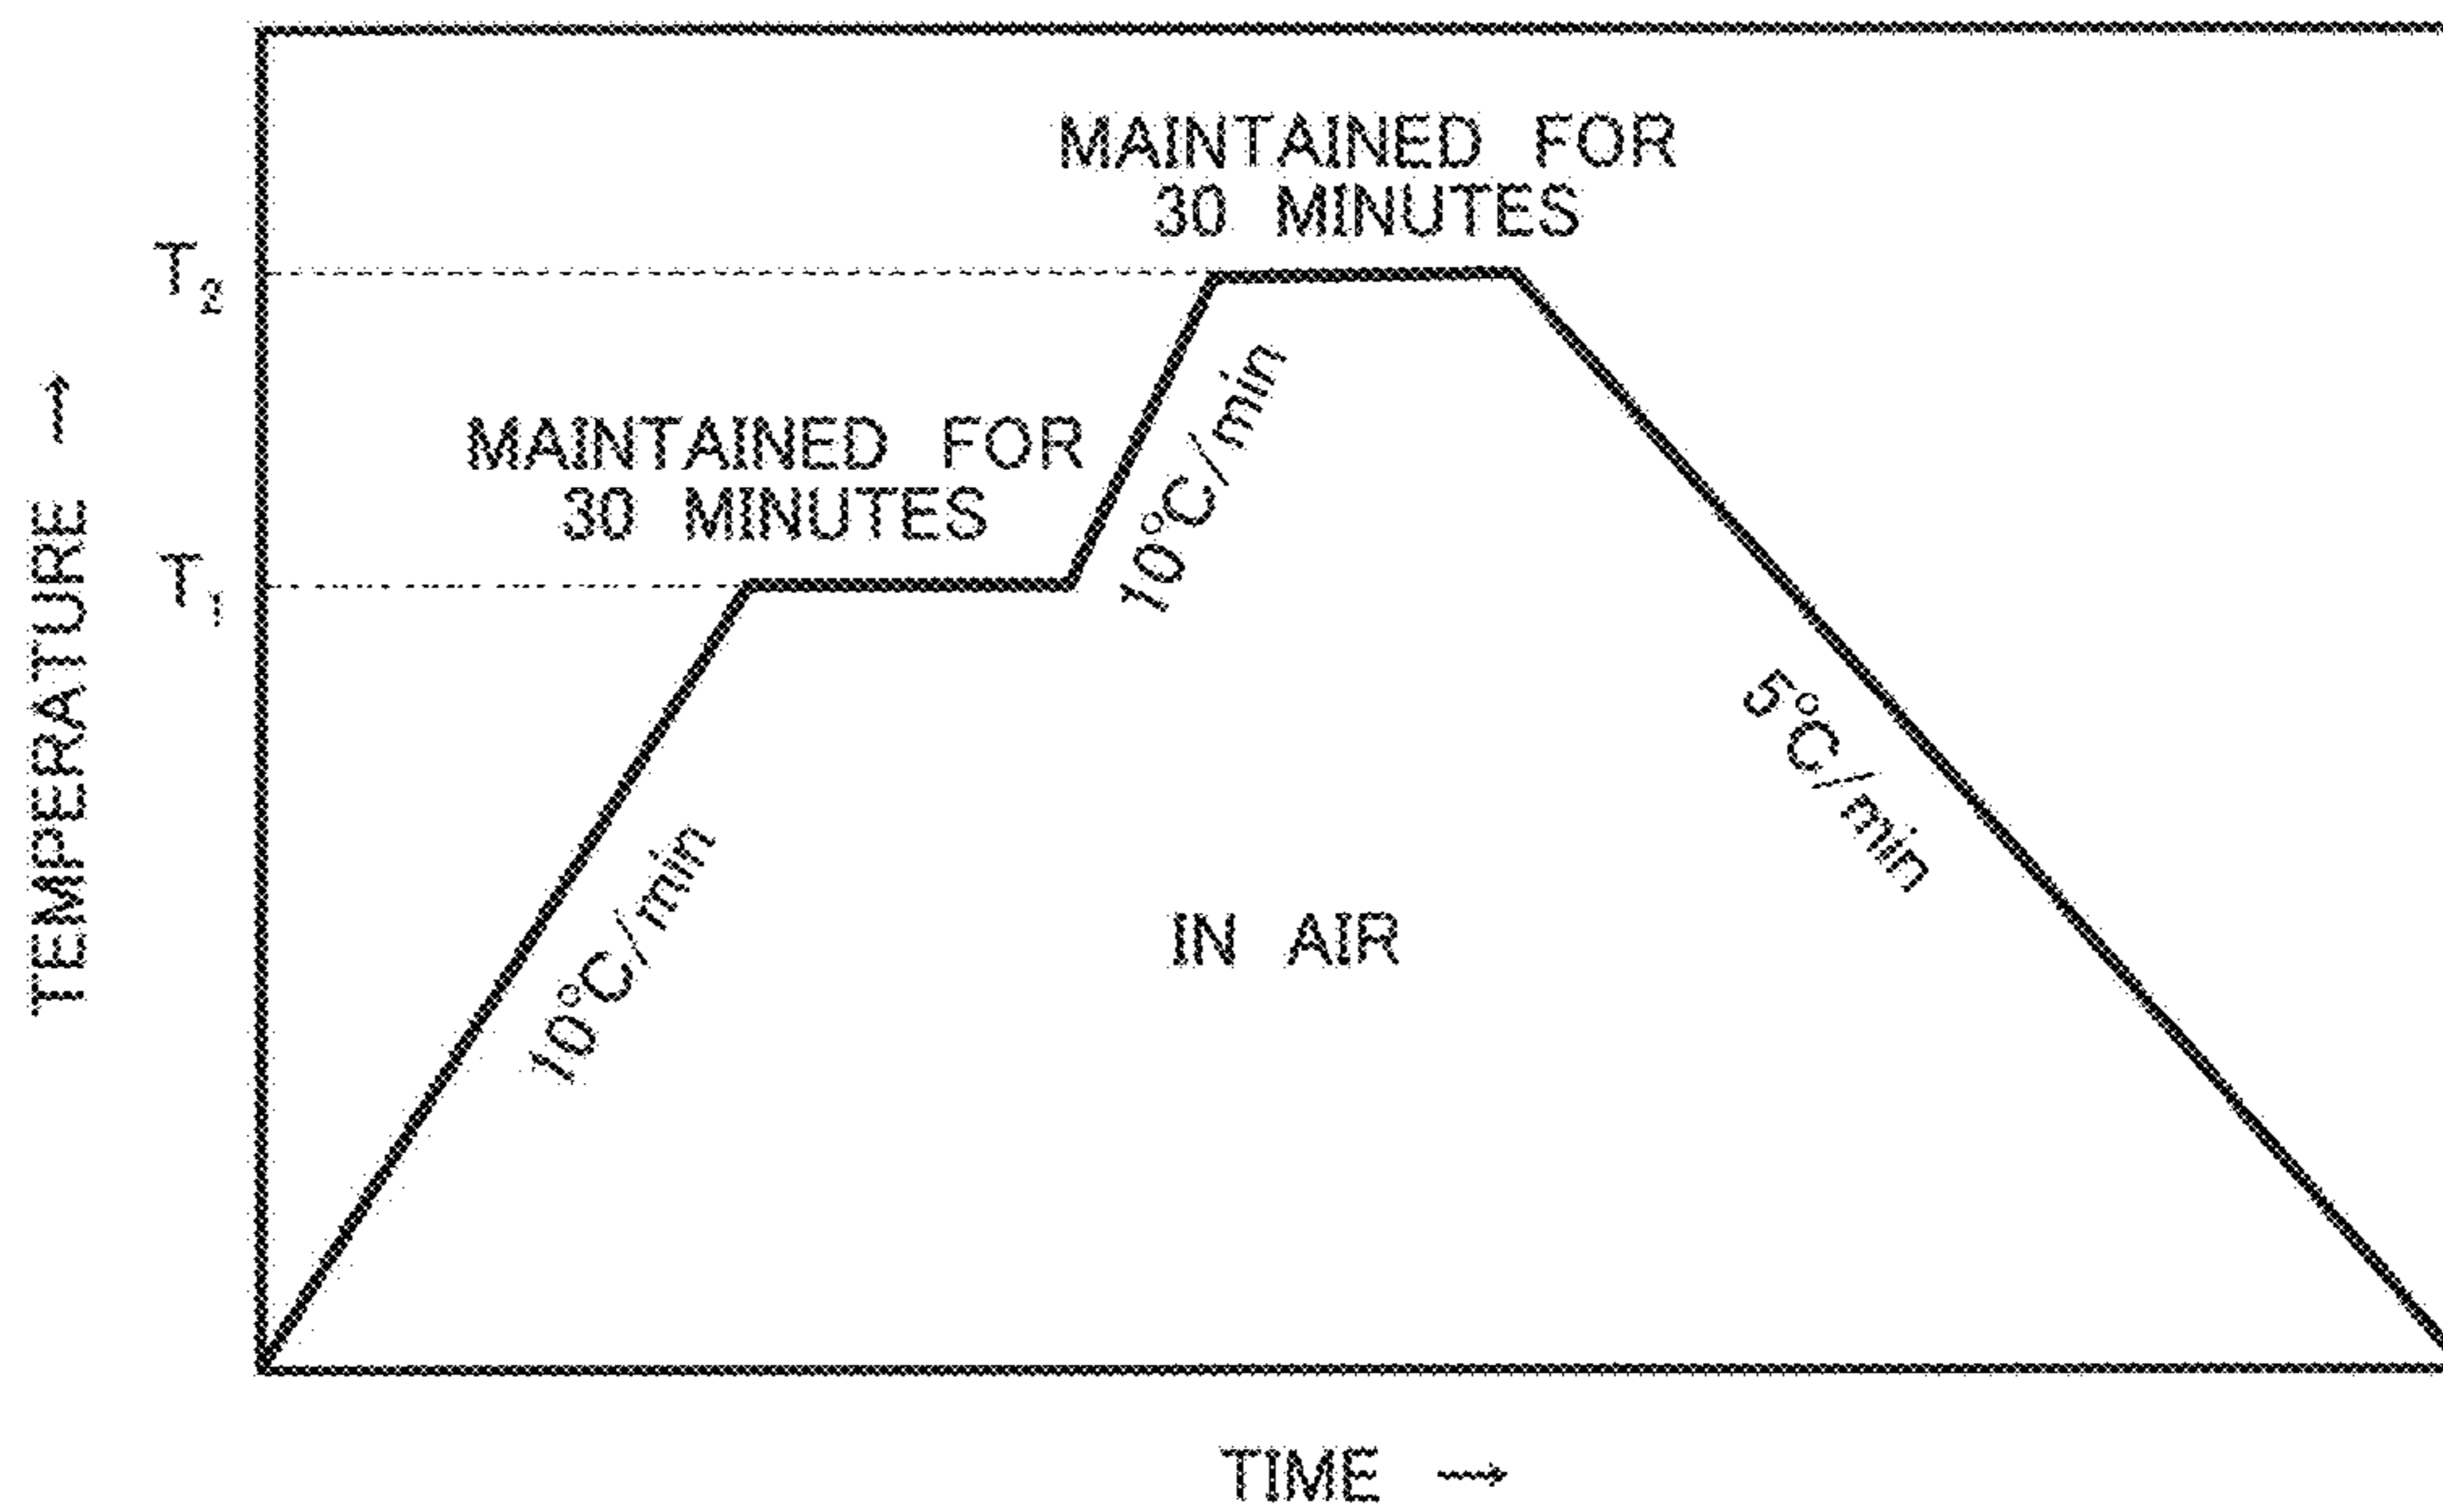 MAINTAINED FOR
30 MINUTES
T2
MAINTAINED FOR
30 MINUTES
T1
10°C/min
10°C/min
5°C/min
IN AIR
TEMPERATURE →
TIME →